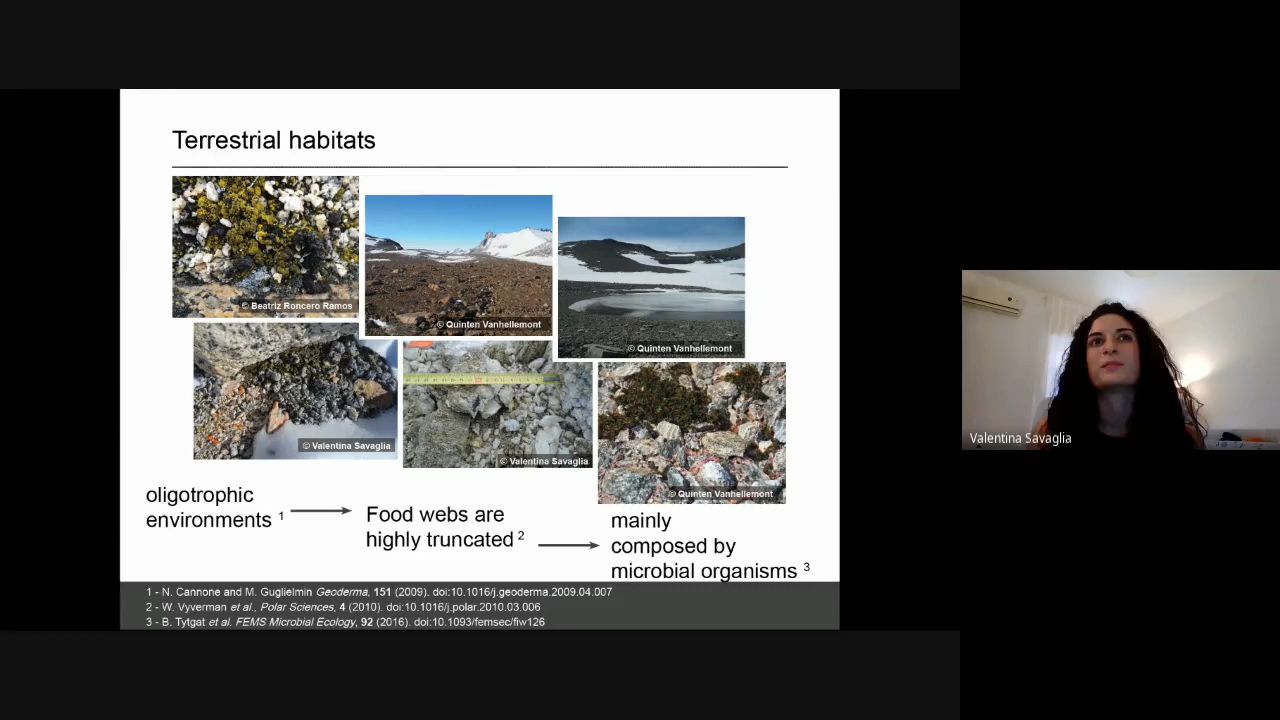 Terrestrial habitats
© Beatriz Roncero Ramos
© Quinten Vanhellemont
© Quinten Vanhellemont
© Valentina Savaglia
© Valentina Savaglia
© Quinten Vanhellemont
oligotrophic
environments 1
Food webs are
highly truncated 2
mainly
composed by
microbial organisms 3
1 - N. Cannone and M. Guglielmin Geoderma, 151 (2009). doi:10.1016/j.geoderma.2009.04.007
2 - W. Vyverman et al., Polar Sciences, 4 (2010). doi:10.1016/j.polar.2010.03.006
3 - B. Tytgat et al. FEMS Microbial Ecology, 92 (2016). doi:10.1093/femsec/fiw126
Valentina Savaglia